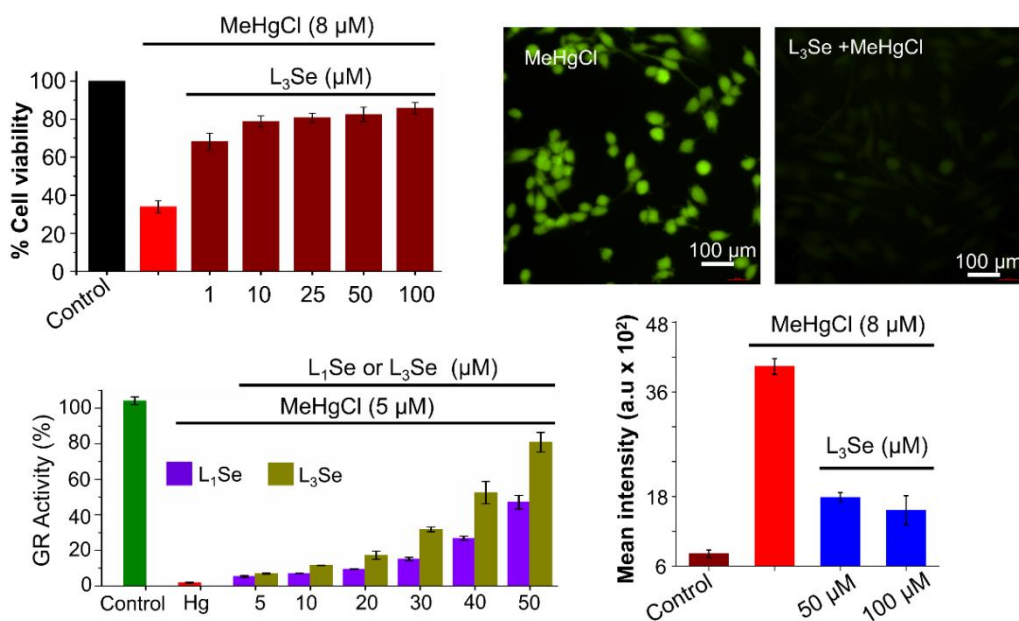 MeHgCl (8 µM)
L₃Se (µM)
% Cell viability
100
80
60
40
20
0
Control
1 10 25 50 100
MeHgCl
100 µm
L₃Se +MeHgCl
100 µm
L₁Se or L₃Se (µM)
MeHgCl (5 µM)
GR Activity (%)
100
80
60
40
20
0
L₁Se L₃Se
Control Hg 5 10 20 30 40 50
MeHgCl (8 µM)
L₃Se (µM)
Mean intensity (a.u x 10²)
48
36
18
6
Control
50 µM
100 µM